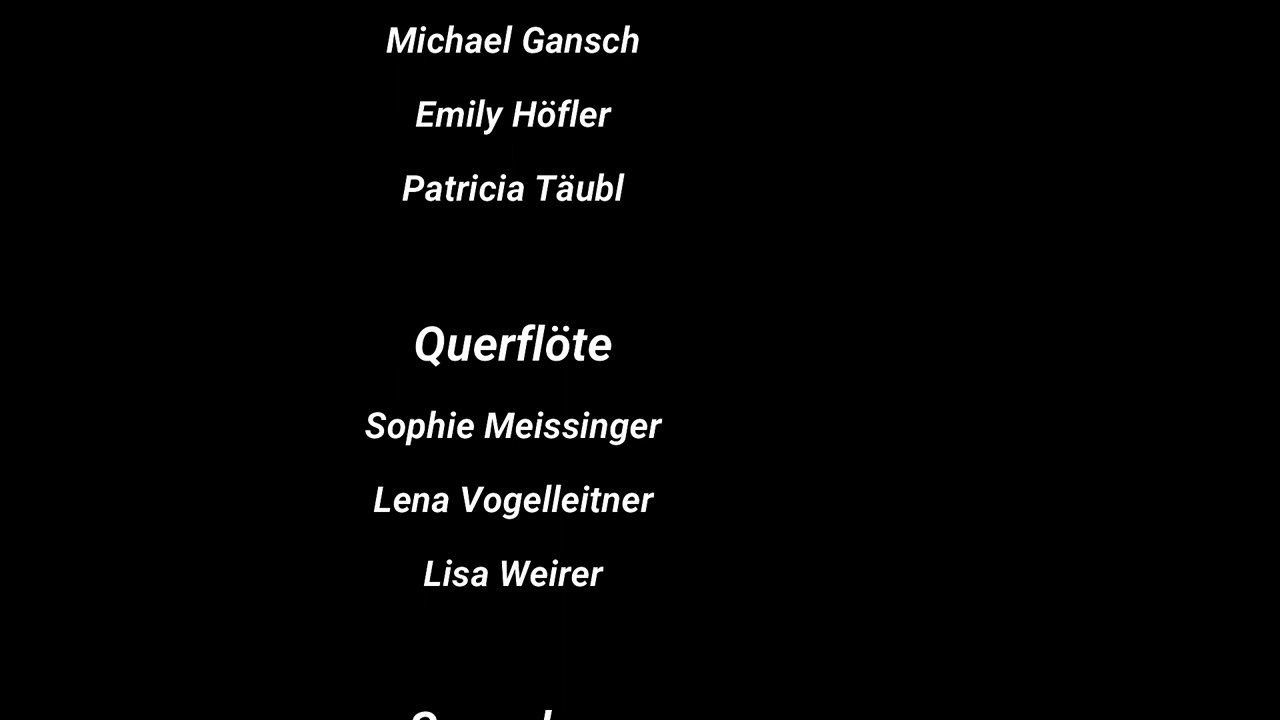 Michael Gansch
Emily Höfler
Patricia Täubl
Querflöte
Sophie Meissinger
Lena Vogelleitner
Lisa Weirer